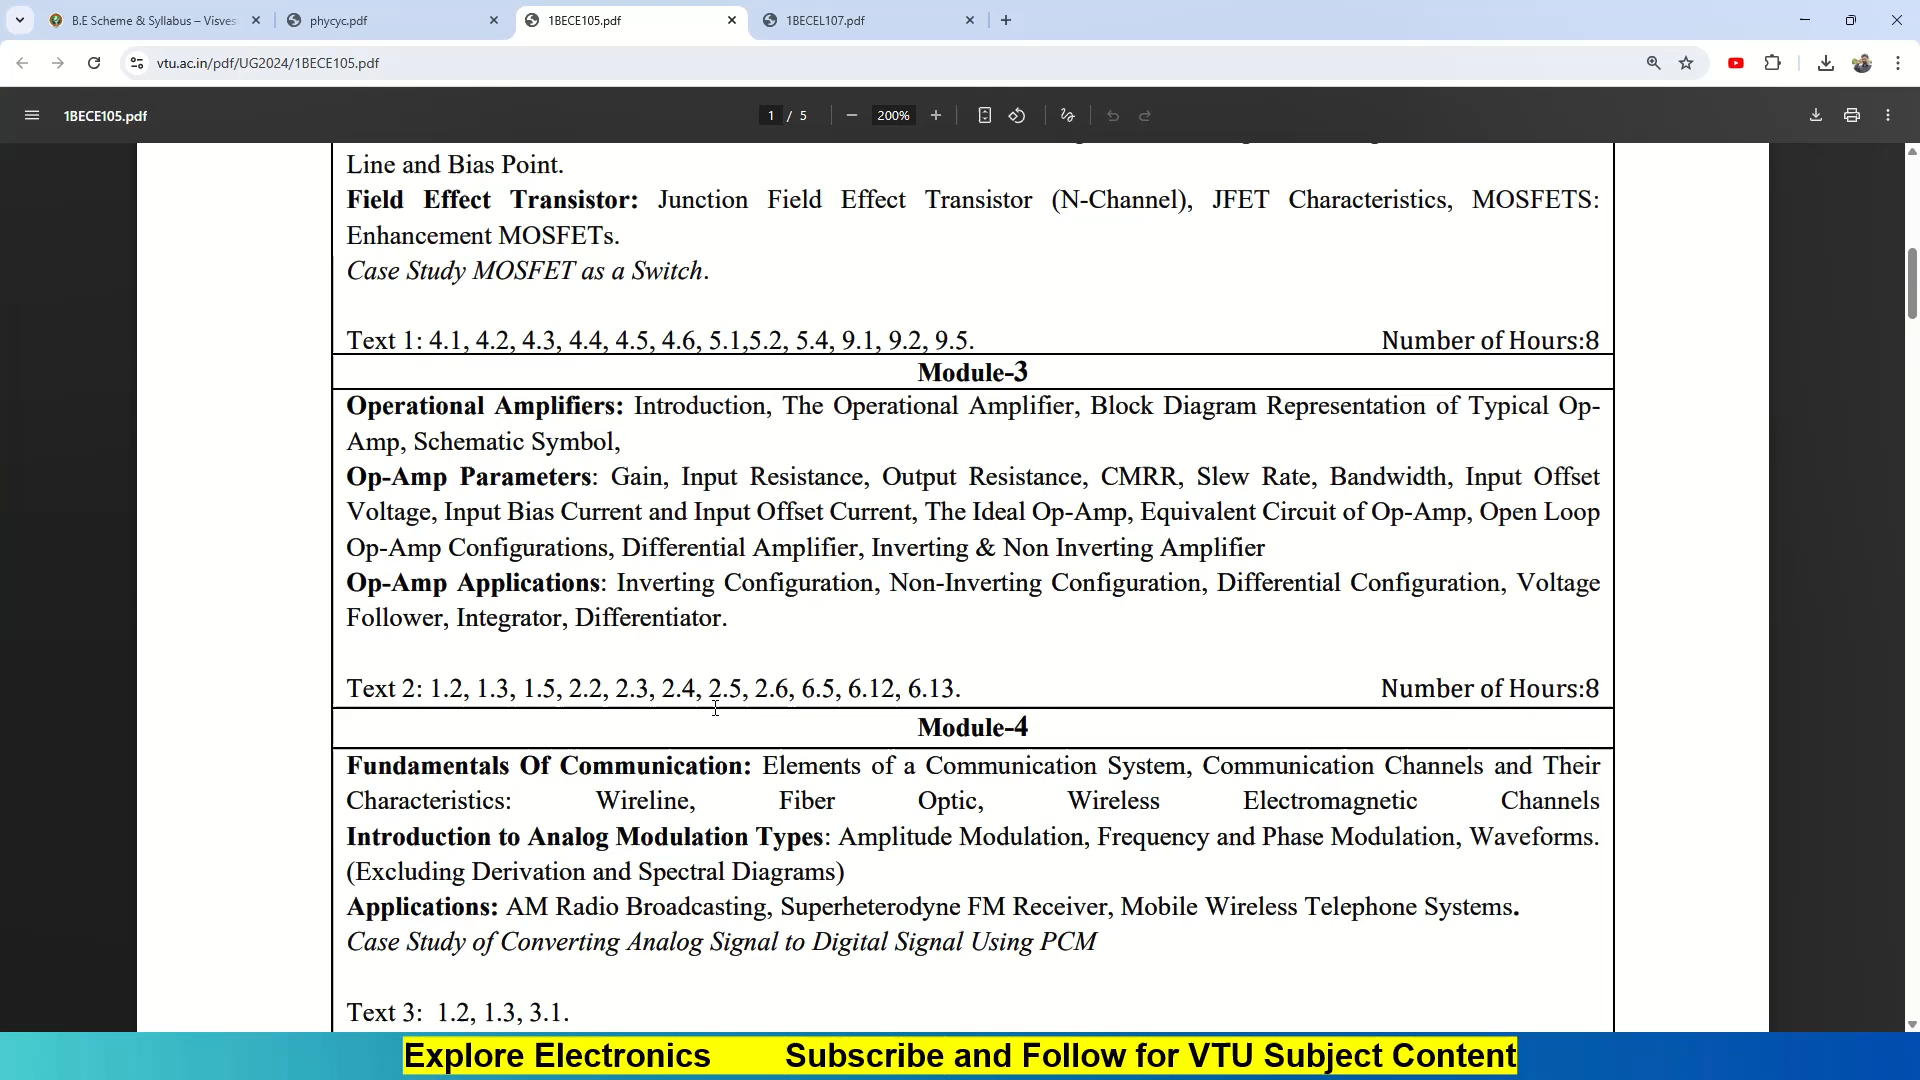 B.E Scheme & Syllabus – Visves
phycyc.pdf
1BECE105.pdf
1BECEL107.pdf
vtu.ac.in/pdf/UG2024/1BECE105.pdf
1BECE105.pdf
1 / 5
200%
Line and Bias Point.
Field Effect Transistor: Junction Field Effect Transistor (N-Channel), JFET Characteristics, MOSFETS:
Enhancement MOSFETs.
Case Study MOSFET as a Switch.
Text 1: 4.1, 4.2, 4.3, 4.4, 4.5, 4.6, 5.1,5.2, 5.4, 9.1, 9.2, 9.5. Number of Hours:8
Module-3
Operational Amplifiers: Introduction, The Operational Amplifier, Block Diagram Representation of Typical Op-
Amp, Schematic Symbol,
Op-Amp Parameters: Gain, Input Resistance, Output Resistance, CMRR, Slew Rate, Bandwidth, Input Offset
Voltage, Input Bias Current and Input Offset Current, The Ideal Op-Amp, Equivalent Circuit of Op-Amp, Open Loop
Op-Amp Configurations, Differential Amplifier, Inverting & Non Inverting Amplifier
Op-Amp Applications: Inverting Configuration, Non-Inverting Configuration, Differential Configuration, Voltage
Follower, Integrator, Differentiator.
Text 2: 1.2, 1.3, 1.5, 2.2, 2.3, 2.4, 2.5, 2.6, 6.5, 6.12, 6.13. Number of Hours:8
Module-4
Fundamentals Of Communication: Elements of a Communication System, Communication Channels and Their
Characteristics: Wireline, Fiber Optic, Wireless Electromagnetic Channels
Introduction to Analog Modulation Types: Amplitude Modulation, Frequency and Phase Modulation, Waveforms.
(Excluding Derivation and Spectral Diagrams)
Applications: AM Radio Broadcasting, Superheterodyne FM Receiver, Mobile Wireless Telephone Systems.
Case Study of Converting Analog Signal to Digital Signal Using PCM
Text 3: 1.2, 1.3, 3.1.
Explore Electronics Subscribe and Follow for VTU Subject Content